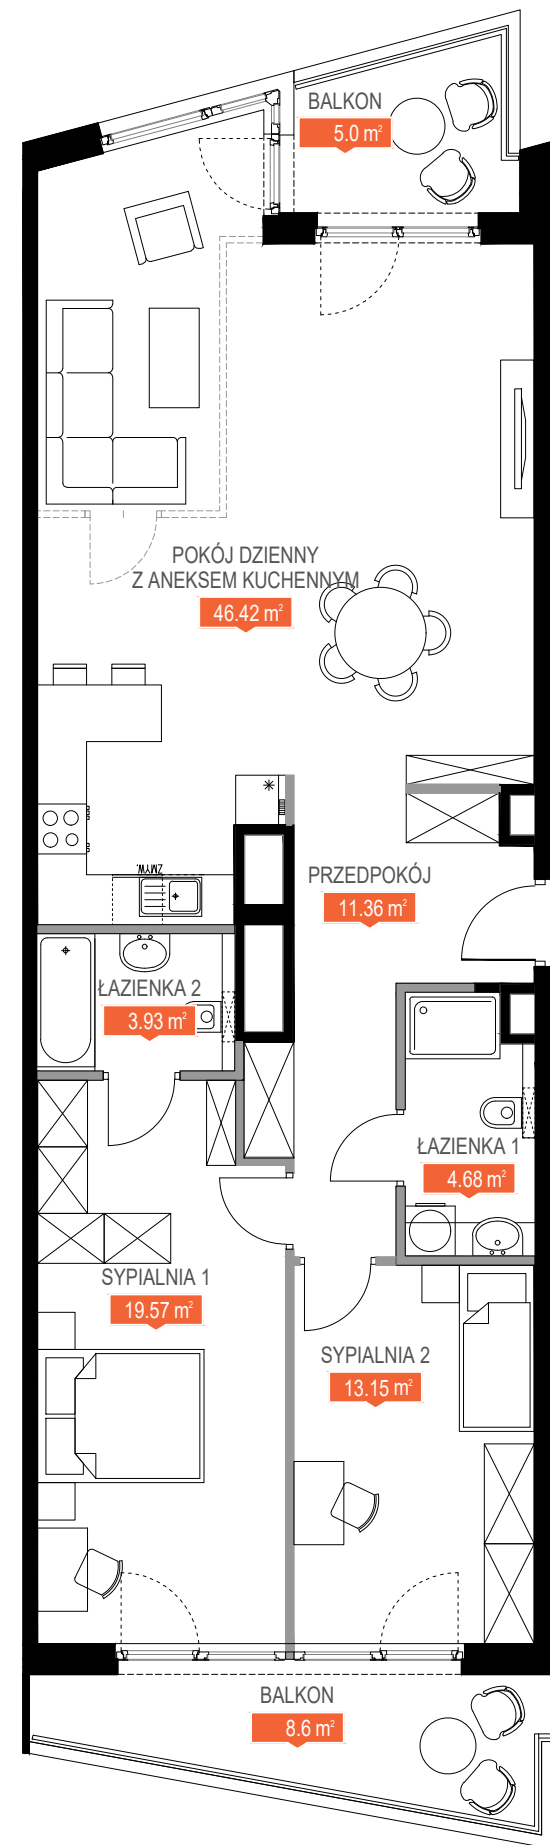 BALKON
5.0 m²
POKÓJ DZIENNY
Z ANEKSEM KUCHENNYM
46.42 m²
ZMYW.
PRZEDPOKÓJ
11.36 m²
ŁAZIENKA 2
3.93 m²
ŁAZIENKA 1
4.68 m²
SYPIALNIA 1
19.57 m²
SYPIALNIA 2
13.15 m²
BALKON
8.6 m²